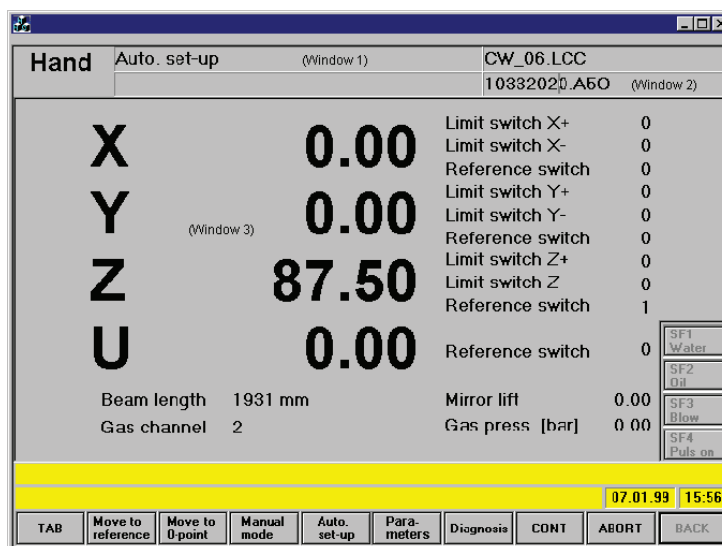 Hand
Auto. set-up (Window 1) CW_06.LCC
10332020.A60 (Window 2)
X 0.00
Y (Window 3) 0.00
Z 87.50
U 0.00
Limit switch X+ 0
Limit switch X- 0
Reference switch 0
Limit switch Y+ 0
Limit switch Y- 0
Reference switch 0
Limit switch Z+ 0
Limit switch Z 0
Reference switch 1
Reference switch 0
Beam length 1931 mm
Gas channel 2
Mirror lift 0.00
Gas press [bar] 0 00
SF1
Water
SF2
Oil
SF3
Blow
SF4
Puls on
07.01.99 15:56
TAB
Move to
reference
Move to
0-point
Manual
mode
Auto.
set-up
Para-
meters
Diagnosis
CONT
ABORT
BACK